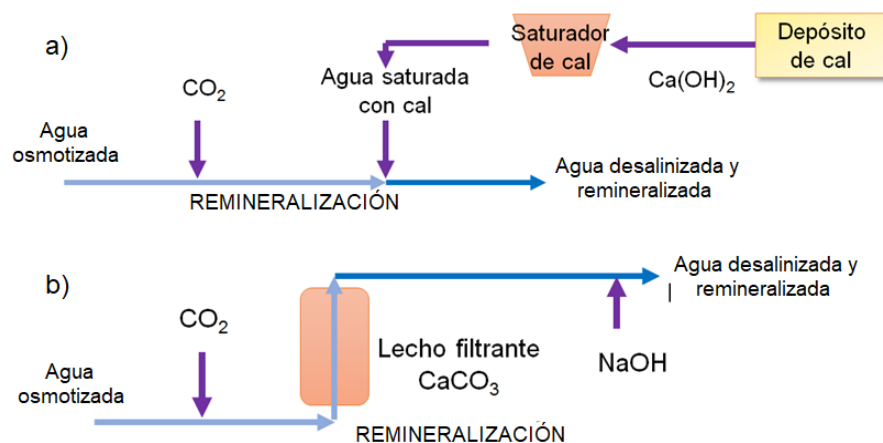 a)
Saturador
de cal
Depósito
de cal
Ca(OH)₂
CO₂
Agua saturada
con cal
Agua
osmotizada
Agua desalinizada y
remineralizada
REMINERALIZACIÓN
b)
Agua desalinizada y
remineralizada
CO₂
Lecho filtrante
CaCO₃
NaOH
Agua
osmotizada
REMINERALIZACIÓN